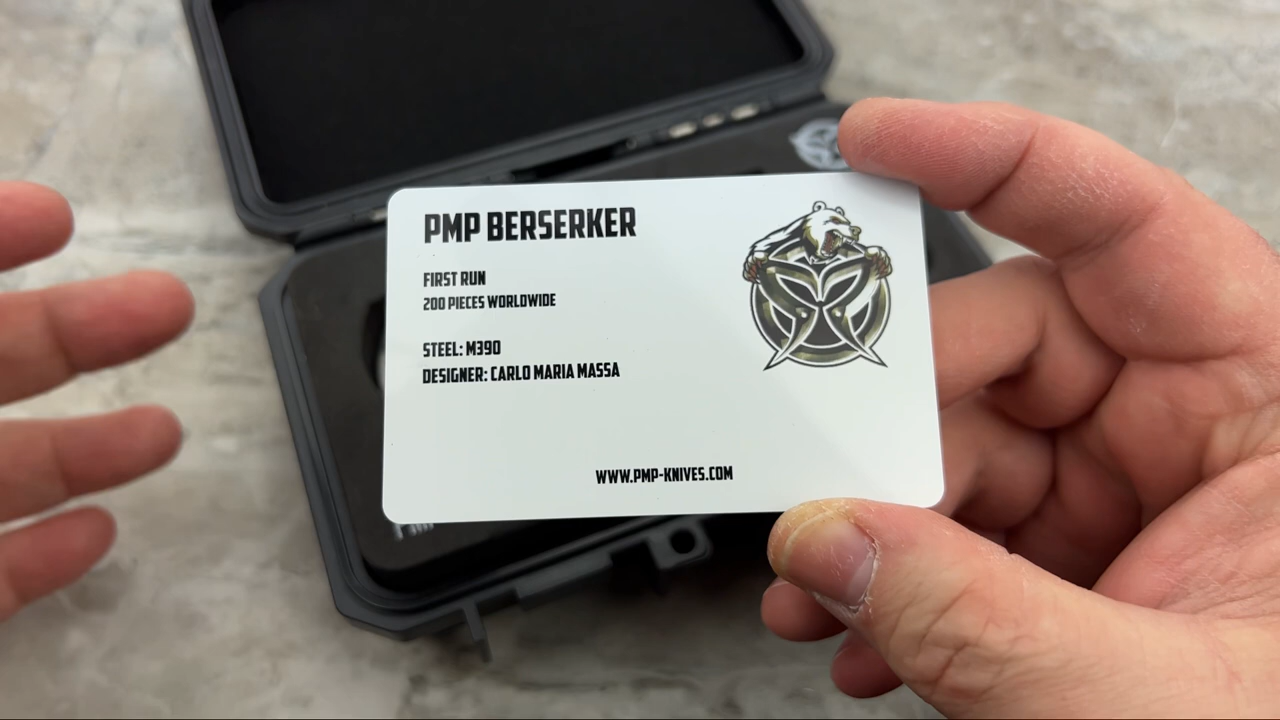 PMP BERSERKER
FIRST RUN
200 PIECES WORLDWIDE
STEEL: M390
DESIGNER: CARLO MARIA MASSA
WWW.PMP-KNIVES.COM